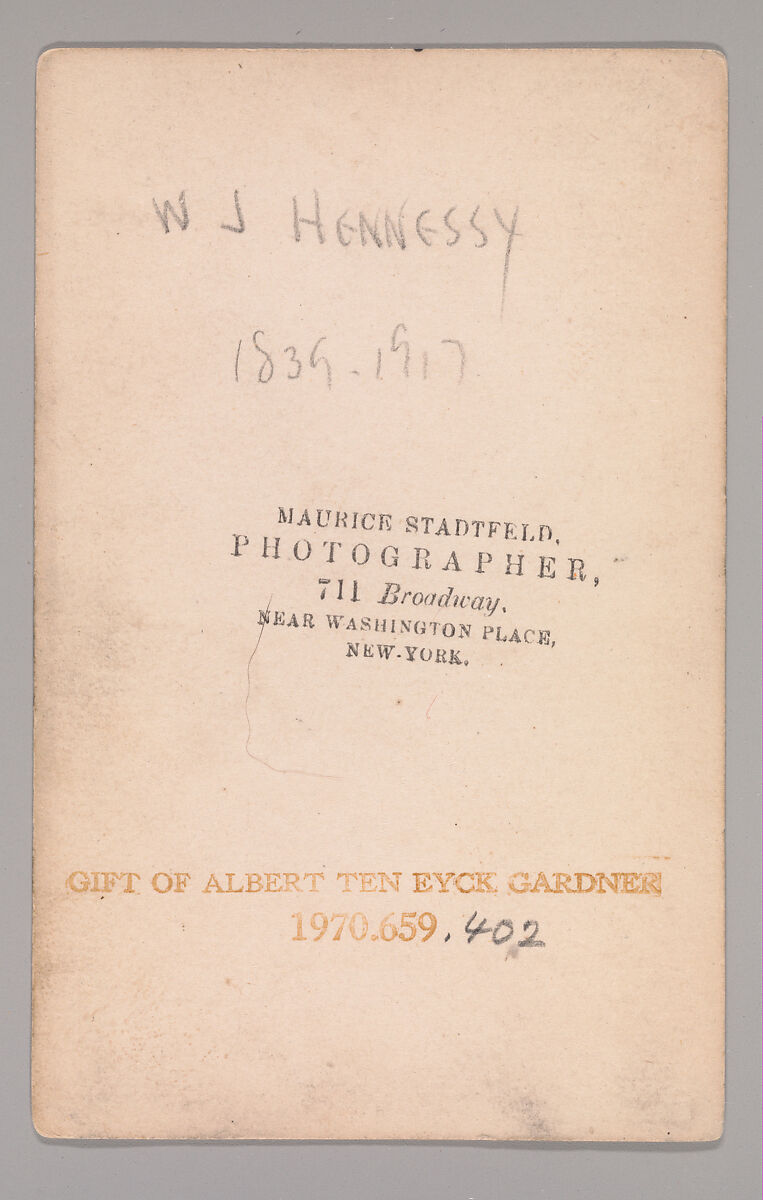 W J HENNESSY
1839-1917
MAURICE STADTFELD,
PHOTOGRAPHER,
711 Broadway,
NEAR WASHINGTON PLACE,
NEW-YORK.
GIFT OF ALBERT TEN EYCK GARDNER
1970.659.402